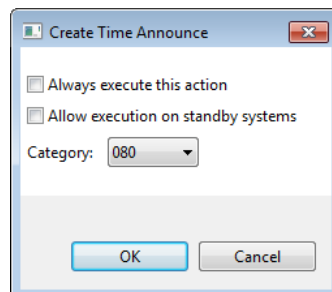 Create Time Announce
Always execute this action
Allow execution on standby systems
Category: 080
OK Cancel